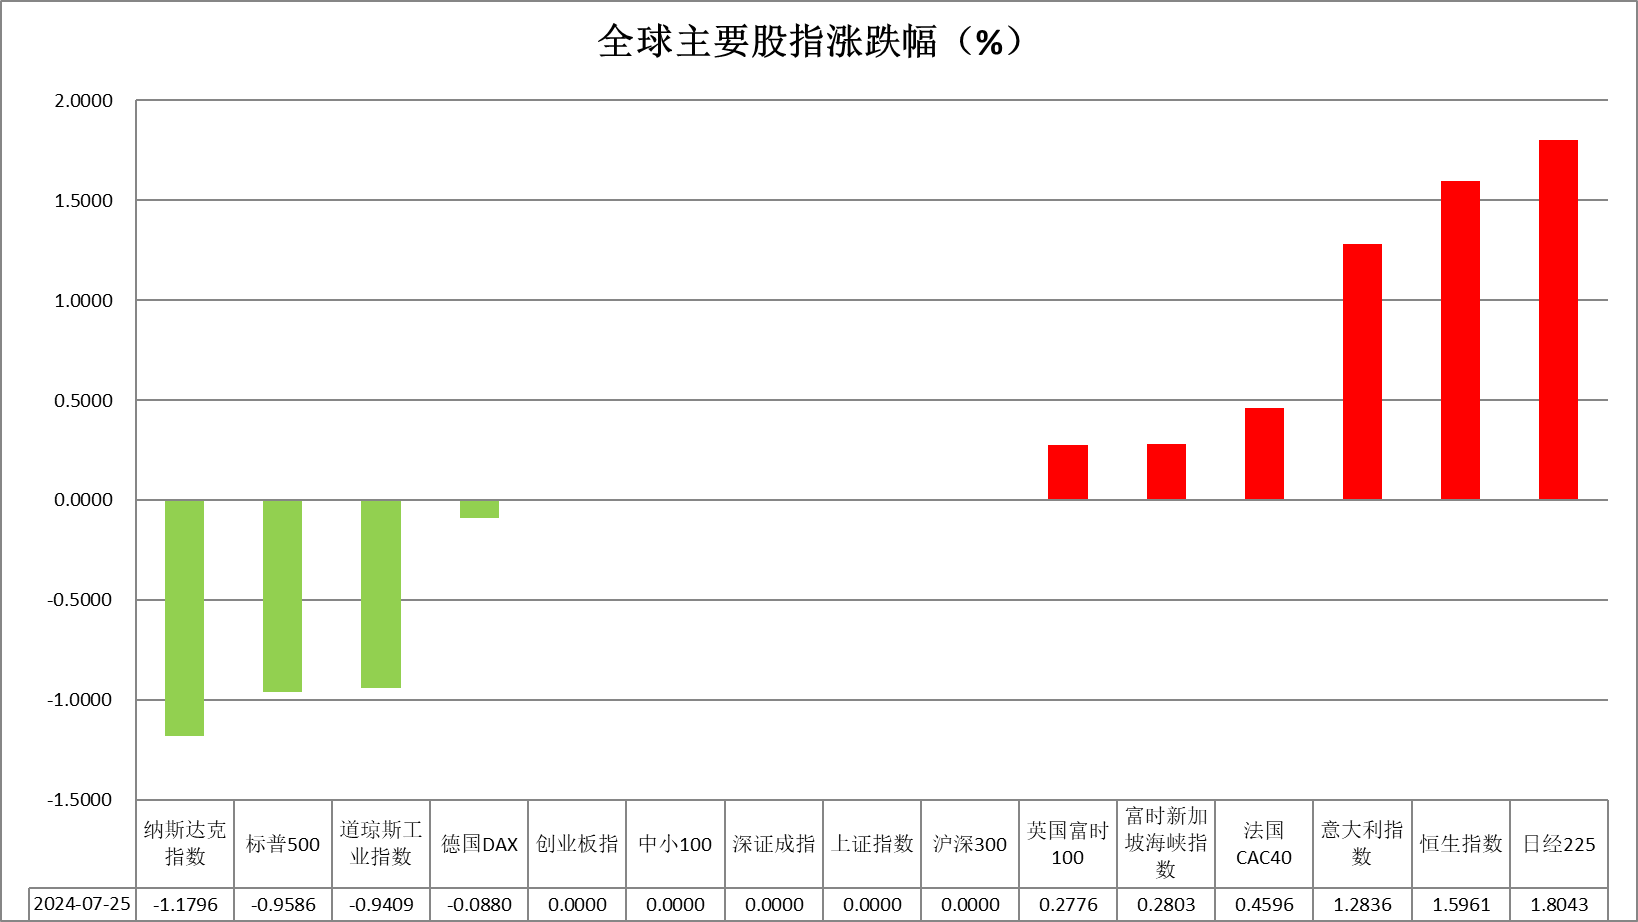 全球主要股指涨跌幅（%）
2.0000
1.5000
1.0000
0.5000
0.0000
-0.5000
-1.0000
-1.5000
纳斯达克
指数
标普500
道琼斯工
业指数
德国DAX
创业板指
中小100
深证成指
上证指数
沪深300
英国富时
100
富时新加
坡海峡指
数
法国
CAC40
意大利指
数
恒生指数
日经225
2024-07-25 -1.1796 -0.9586 -0.9409 -0.0880 0.0000 0.0000 0.0000 0.0000 0.0000 0.2776 0.2803 0.4596 1.2836 1.5961 1.8043